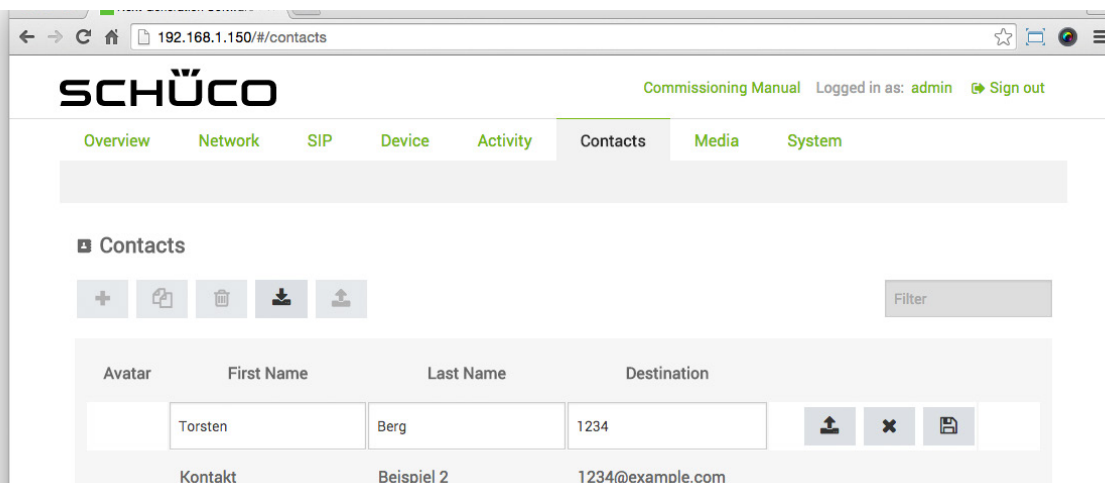 192.168.1.150/#/contacts
SCHÜCO
Commissioning Manual Logged in as: admin Sign out
Overview Network SIP Device Activity Contacts Media System
Contacts
Filter
Avatar First Name Last Name Destination
Torsten Berg 1234
Kontakt Beispiel 2 1234@example.com